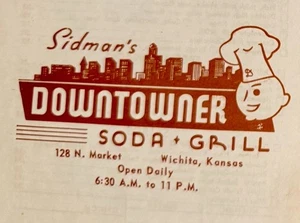 Sidman's
DOWNTOWNER
SODA + GRILL
128 N. Market Wichita, Kansas
Open Daily
6:30 A.M. to 11 P.M.